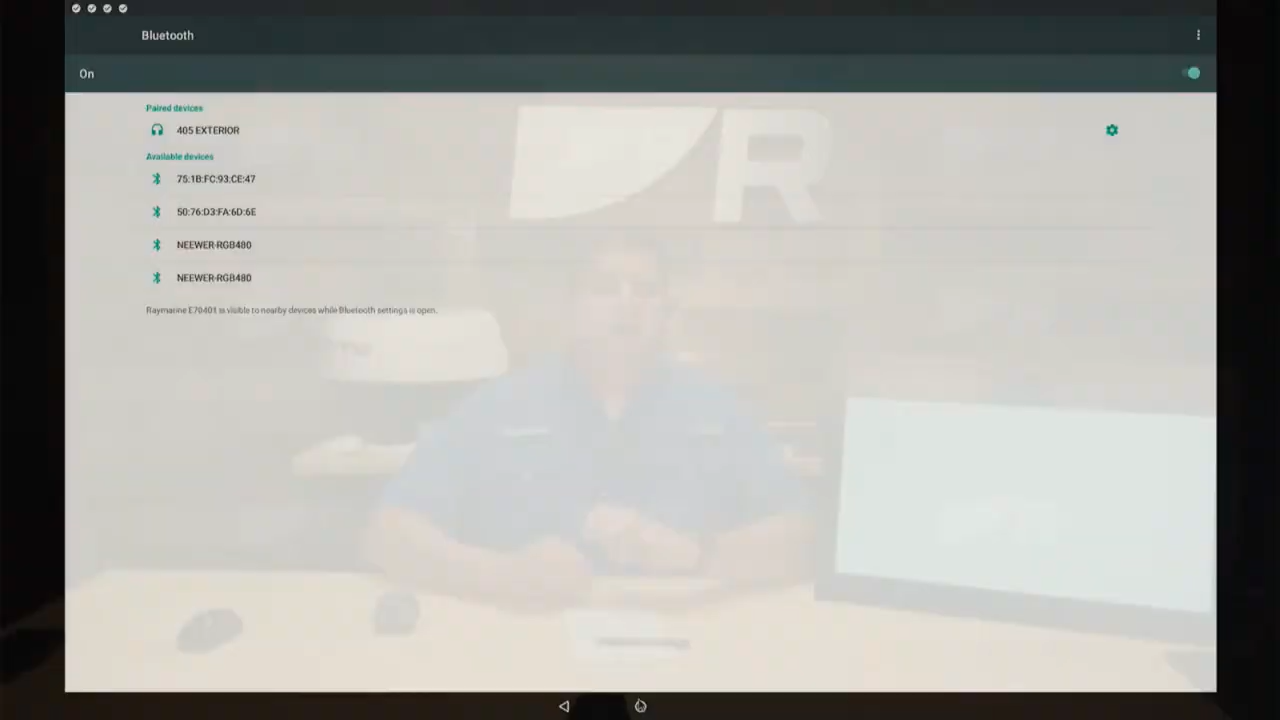 Bluetooth
On
Paired devices
405 EXTERIOR
Available devices
75:1B:FC:93:CE:47
50:76:D3:FA:6D:6E
NEEWER-RGB480
NEEWER-RGB480
Raymarine E70401 is visible to nearby devices while Bluetooth settings is open.
R